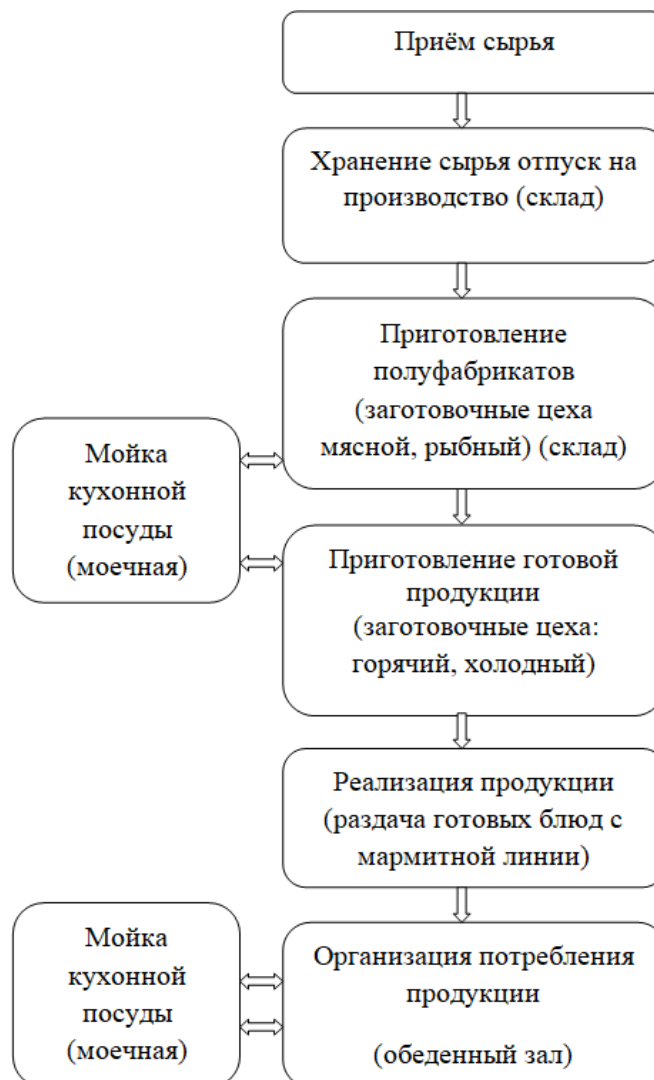 Приём сырья
Хранение сырья отпуск на
производство (склад)
Приготовление
полуфабрикатов
(заготовочные цеха
мясной, рыбный) (склад)
Мойка
кухонной
посуды
(моечная)
Приготовление готовой
продукции
(заготовочные цеха:
горячий, холодный)
Реализация продукции
(раздача готовых блюд с
мармитной линии)
Мойка
кухонной
посуды
(моечная)
Организация потребления
продукции
(обеденный зал)